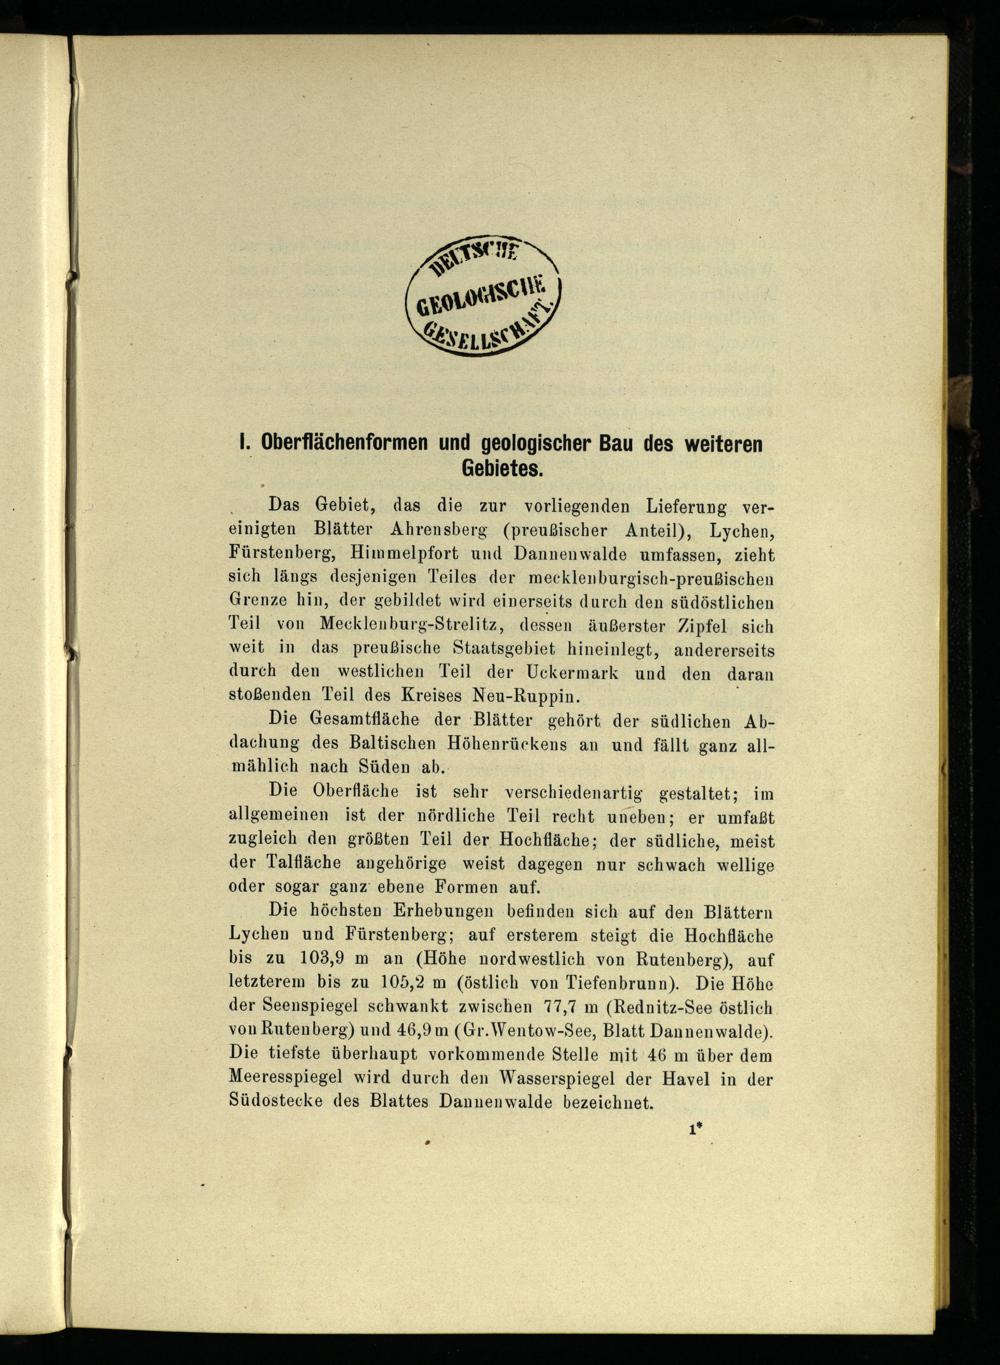 DEUTSCHE
GEOLOGISCHE
GESELLSCHAFT.
I. Oberflächenformen und geologischer Bau des weiteren
Gebietes.
Das Gebiet, das die zur vorliegenden Lieferung ver-
einigten Blätter Ahrensberg (preußischer Anteil), Lychen,
Fürstenberg, Himmelpfort und Dannenwalde umfassen, zieht
sich längs desjenigen Teiles der mecklenburgisch-preußischen
Grenze hin, der gebildet wird einerseits durch den südöstlichen
Teil von Mecklenburg-Strelitz, dessen äußerster Zipfel sich
weit in das preußische Staatsgebiet hineinlegt, andererseits
durch den westlichen Teil der Uckermark und den daran
stoßenden Teil des Kreises Neu-Ruppin.
Die Gesamtfläche der Blätter gehört der südlichen Ab-
dachung des Baltischen Höhenrückens an und fällt ganz all-
mählich nach Süden ab.
Die Oberfläche ist sehr verschiedenartig gestaltet; im
allgemeinen ist der nördliche Teil recht uneben; er umfaßt
zugleich den größten Teil der Hochfläche; der südliche, meist
der Talfläche angehörige weist dagegen nur schwach wellige
oder sogar ganz ebene Formen auf.
Die höchsten Erhebungen befinden sich auf den Blättern
Lychen und Fürstenberg; auf ersterem steigt die Hochfläche
bis zu 103,9 m an (Höhe nordwestlich von Rutenberg), auf
letzterem bis zu 105,2 m (östlich von Tiefenbrunn). Die Höhe
der Seenspiegel schwankt zwischen 77,7 m (Rednitz-See östlich
von Rutenberg) und 46,9 m (Gr. Wentow-See, Blatt Dannenwalde).
Die tiefste überhaupt vorkommende Stelle mit 46 m über dem
Meeresspiegel wird durch den Wasserspiegel der Havel in der
Südostecke des Blattes Dannenwalde bezeichnet.
1*